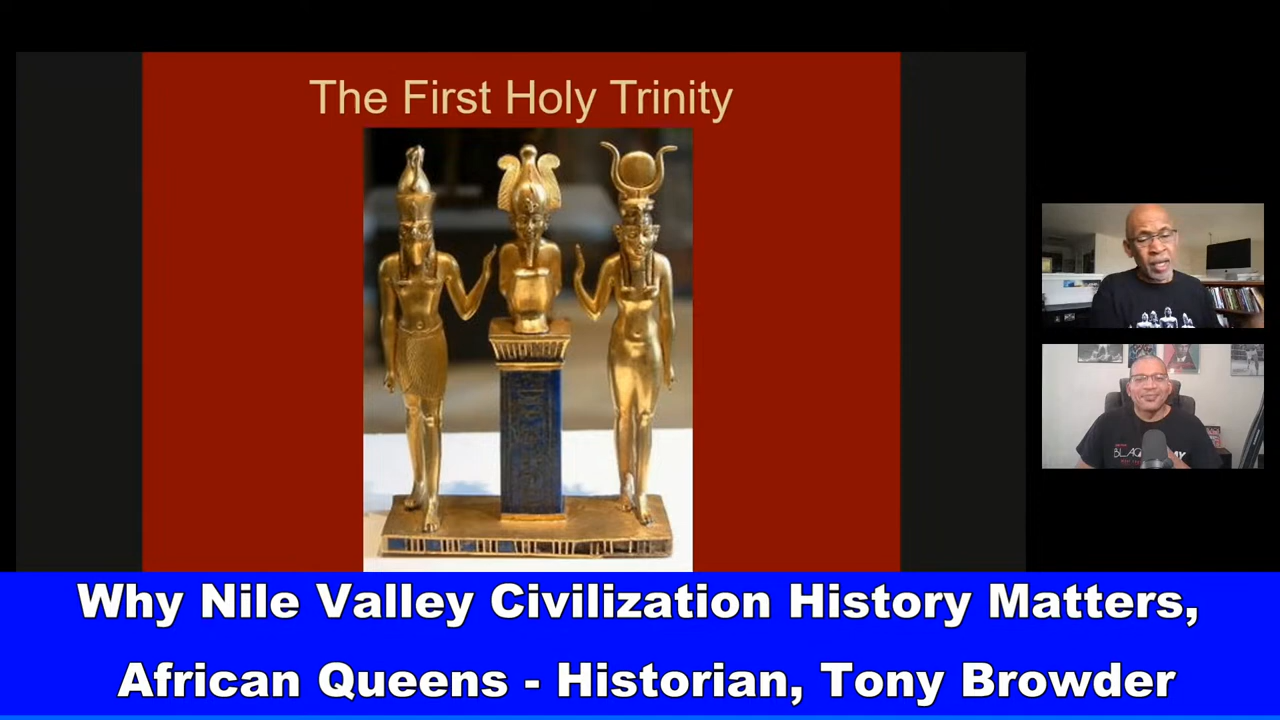 The First Holy Trinity
Why Nile Valley Civilization History Matters,
African Queens - Historian, Tony Browder